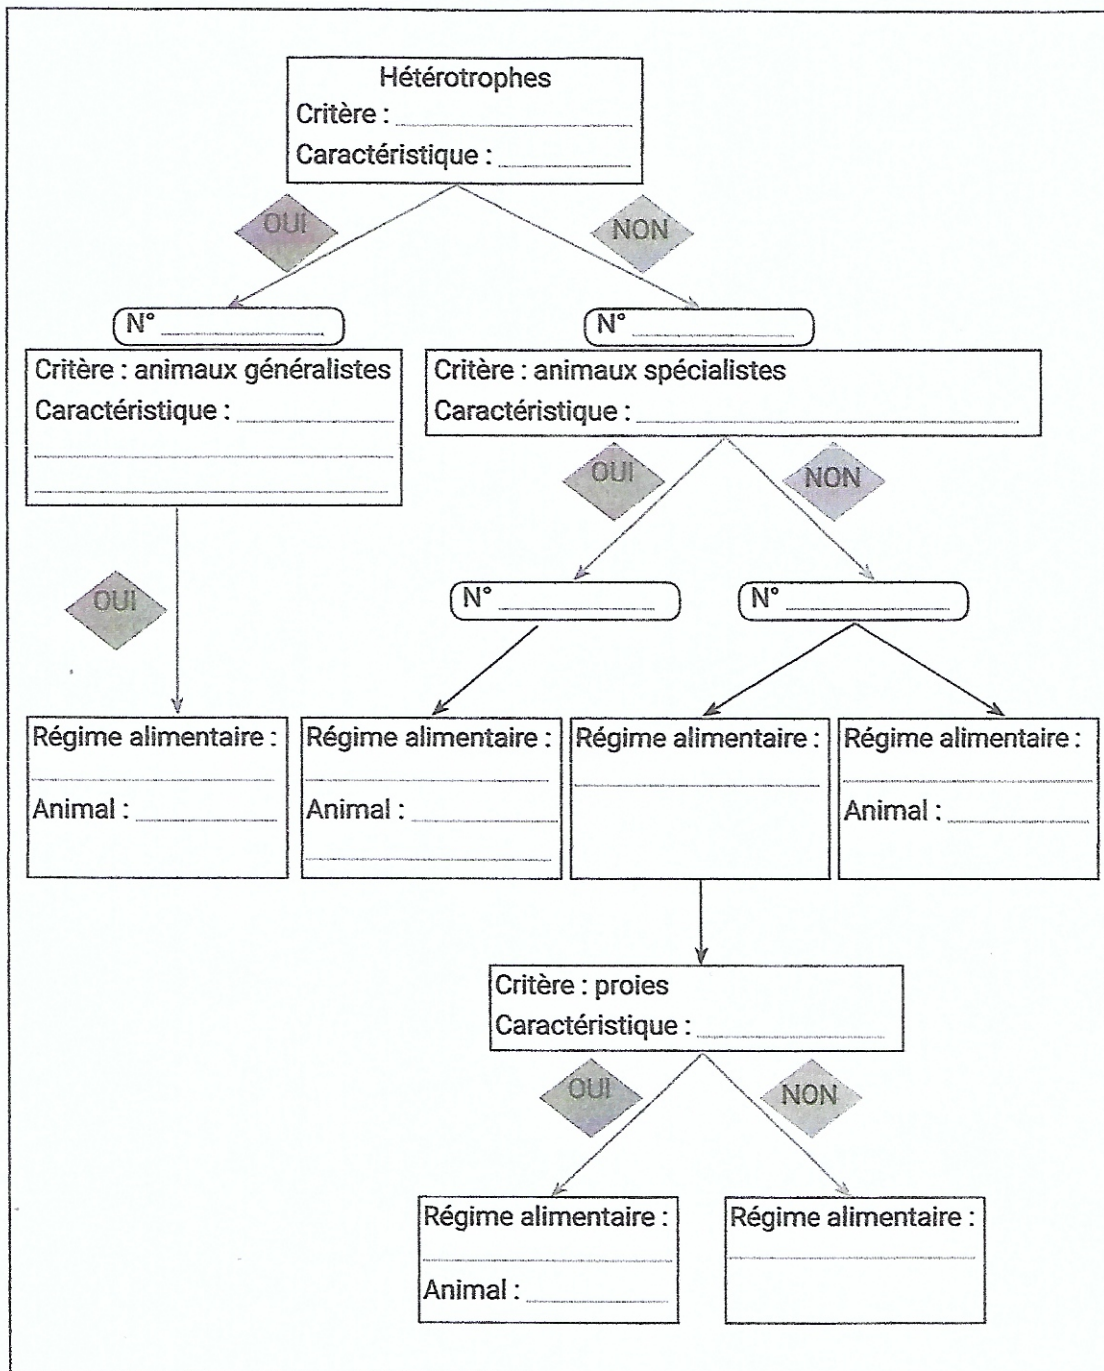 Hétérotrophes
Critère :
Caractéristique :
OUI
NON
N°
N°
Critère : animaux généralistes
Caractéristique :
Critère : animaux spécialistes
Caractéristique :
OUI
NON
OUI
N°
N°
Régime alimentaire :
Animal :
Régime alimentaire :
Animal :
Régime alimentaire :
Régime alimentaire :
Animal :
Critère : proies
Caractéristique :
OUI
NON
Régime alimentaire :
Animal :
Régime alimentaire :